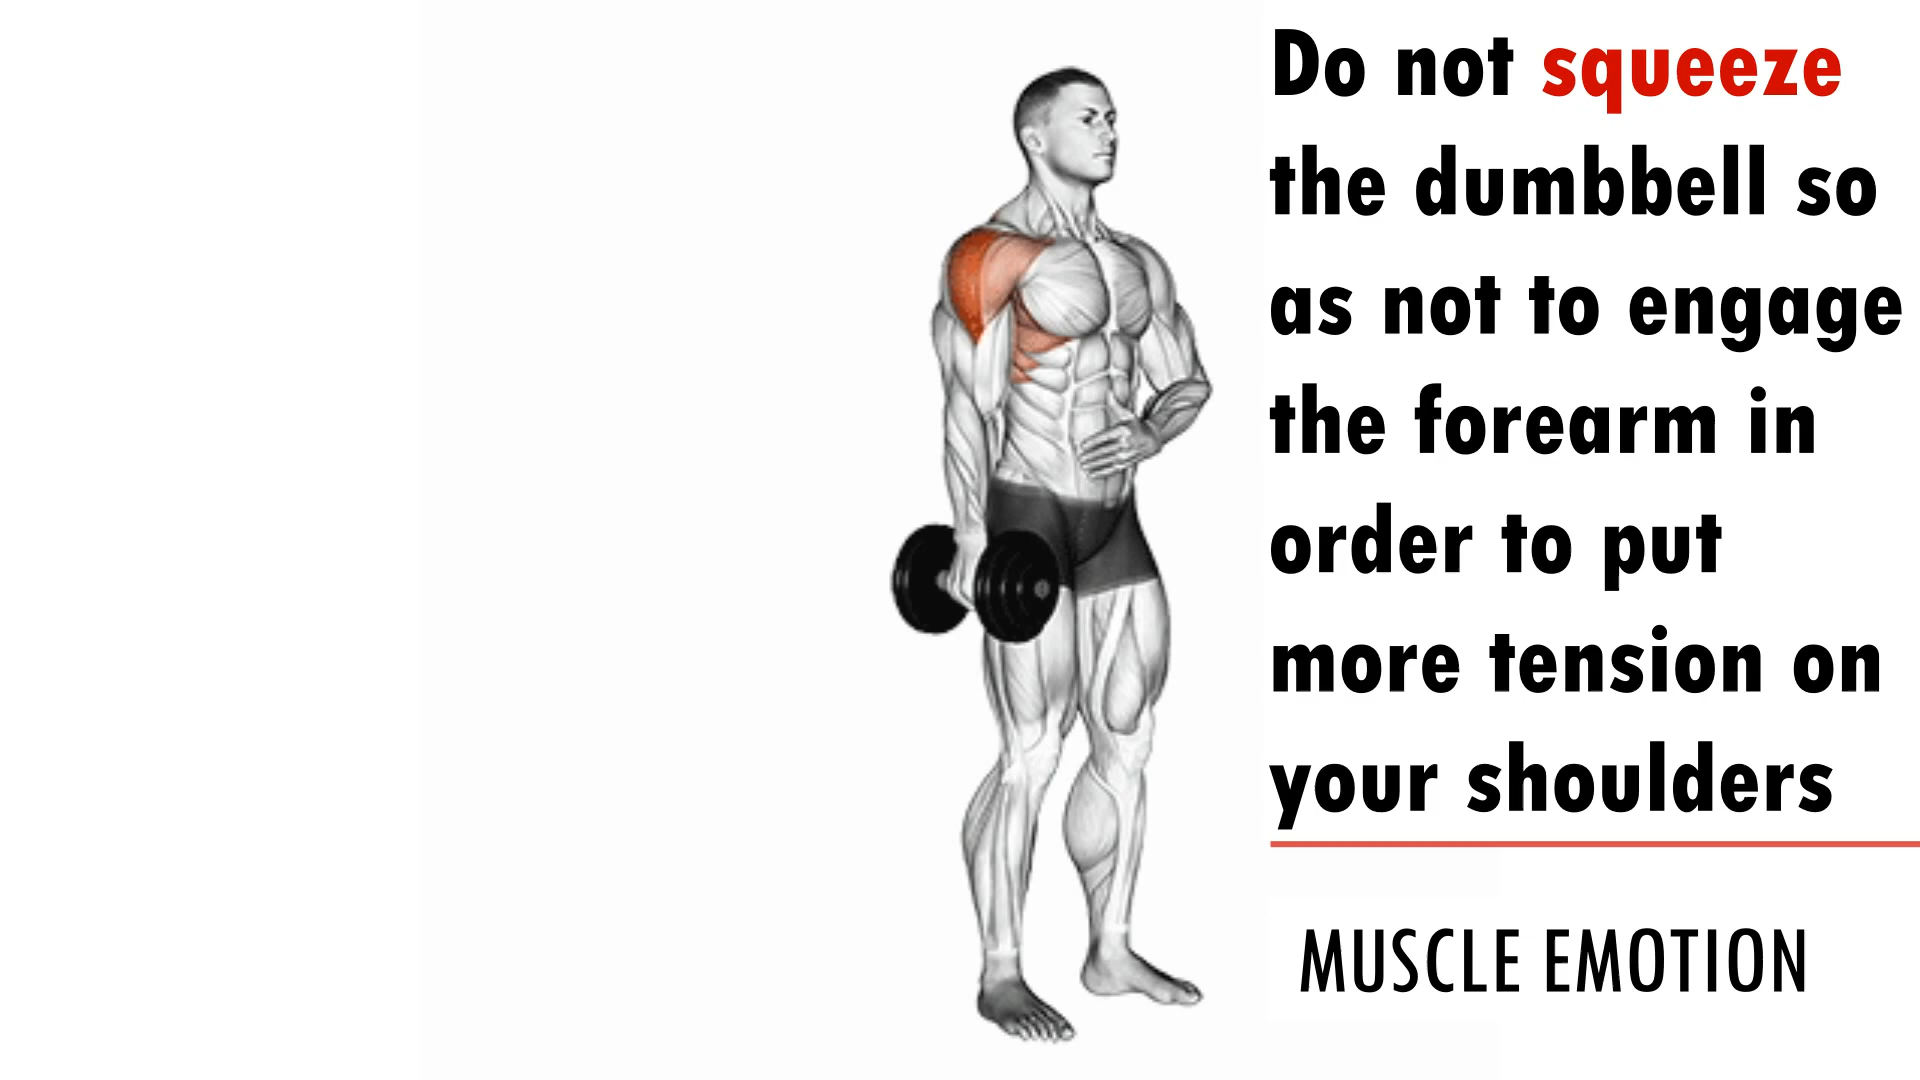 Do not squeeze
the dumbbell so
as not to engage
the forearm in
order to put
more tension on
your shoulders
MUSCLE EMOTION